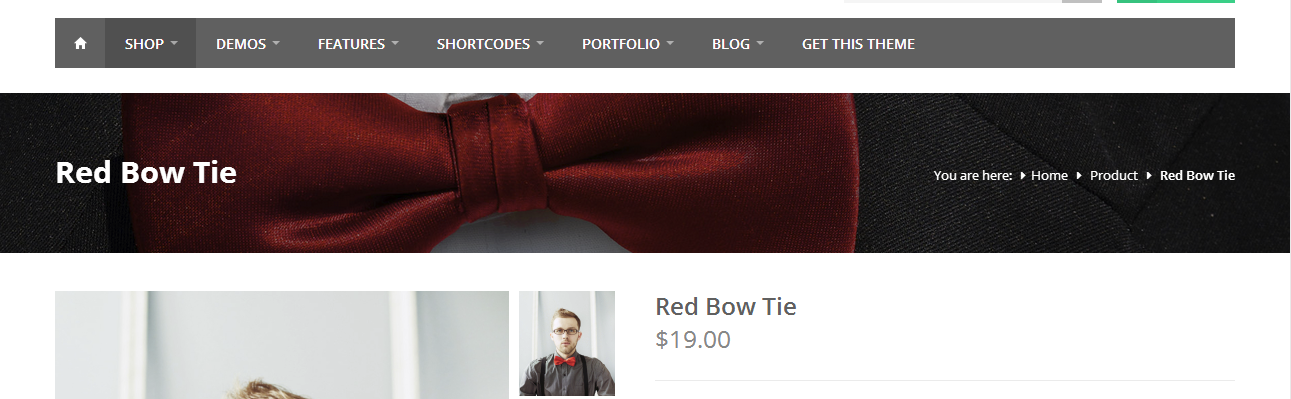 SHOP DEMOS FEATURES SHORTCODES PORTFOLIO BLOG GET THIS THEME
Red Bow Tie
You are here: Home Product Red Bow Tie
Red Bow Tie
$19.00